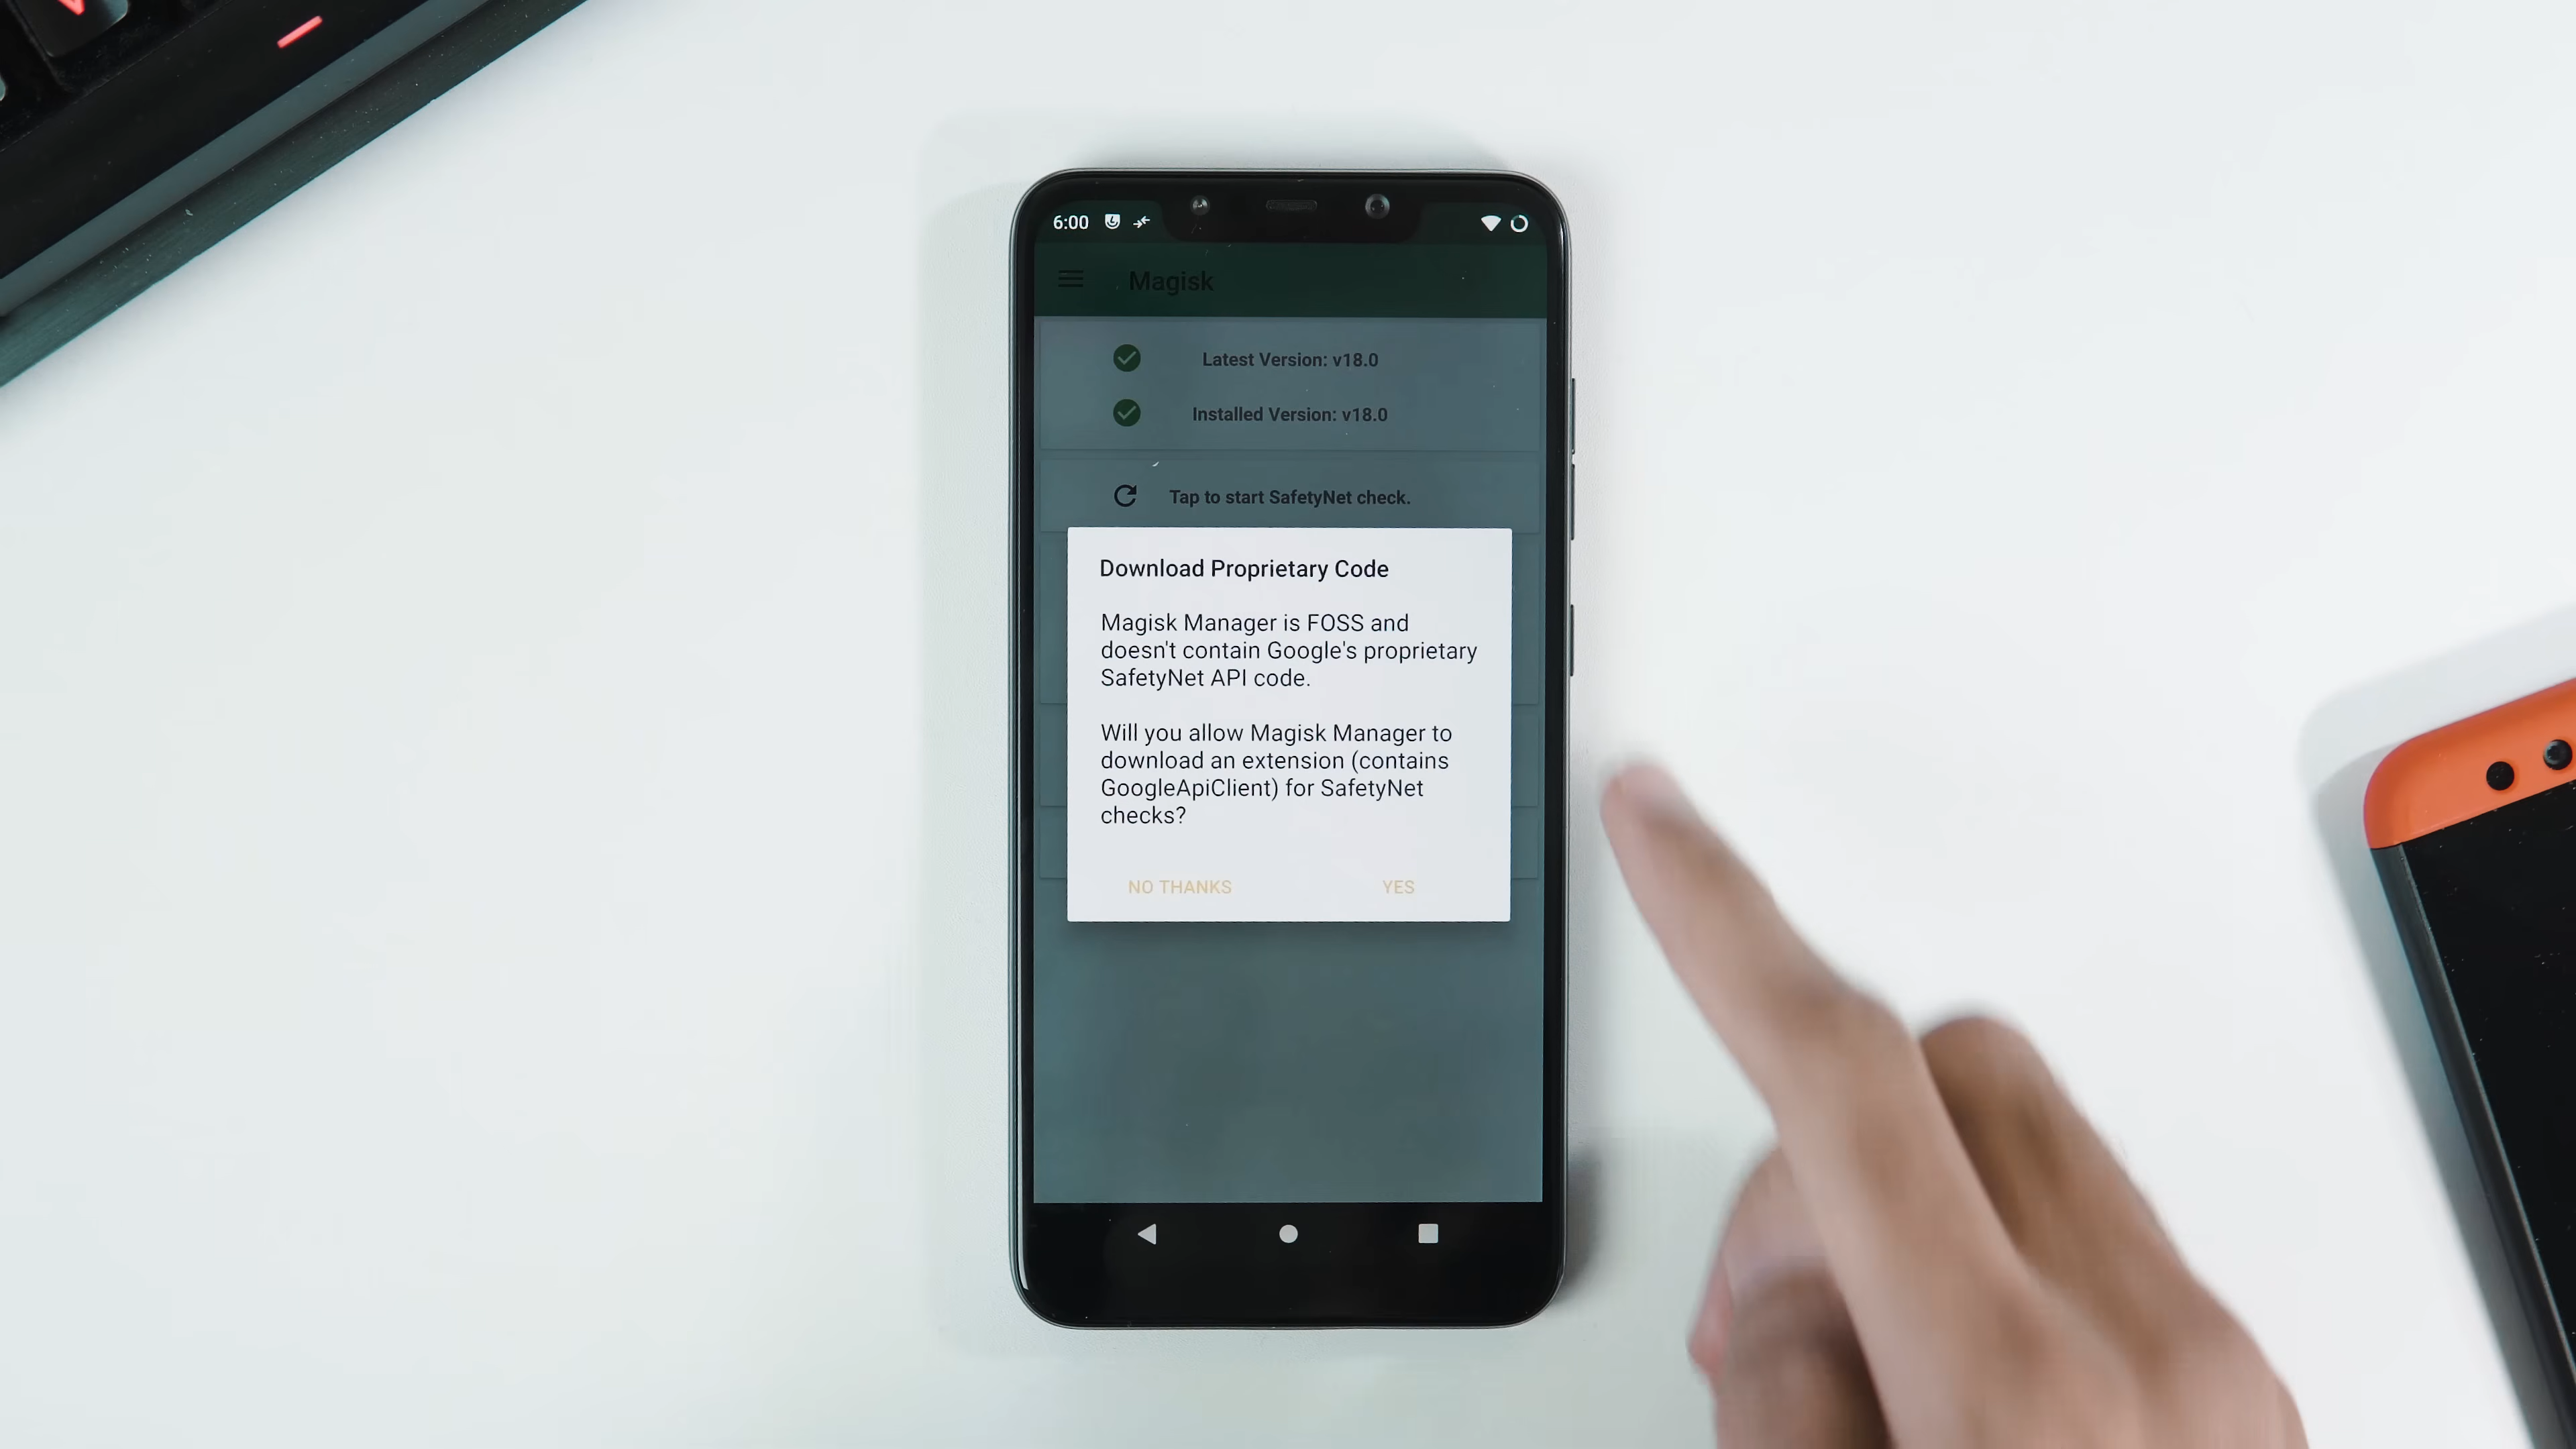 6:00
Magisk
Latest Version: v18.0
Installed Version: v18.0
Tap to start SafetyNet check.
Download Proprietary Code
Magisk Manager is FOSS and
doesn't contain Google's proprietary
SafetyNet API code.
Will you allow Magisk Manager to
download an extension (contains
GoogleApiClient) for SafetyNet
checks?
NO THANKS YES